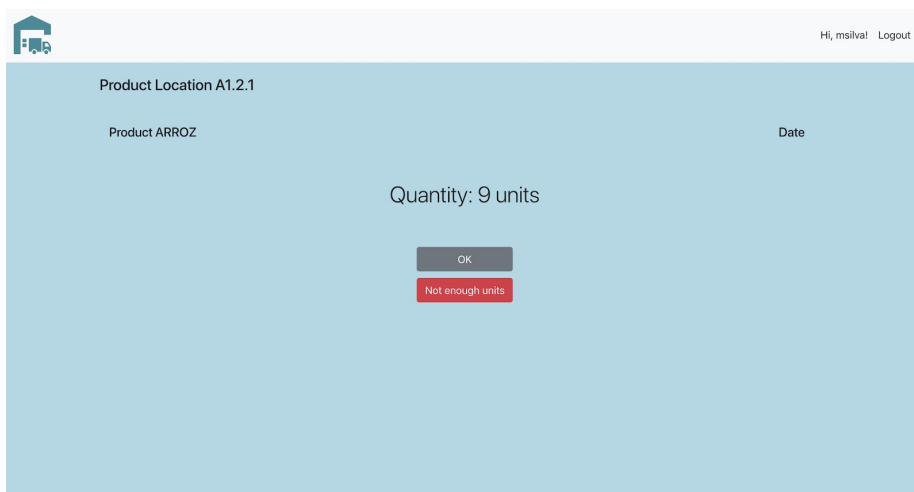 Hi, msilva! Logout
Product Location A1.2.1
Product ARROZ Date
Quantity: 9 units
OK
Not enough units